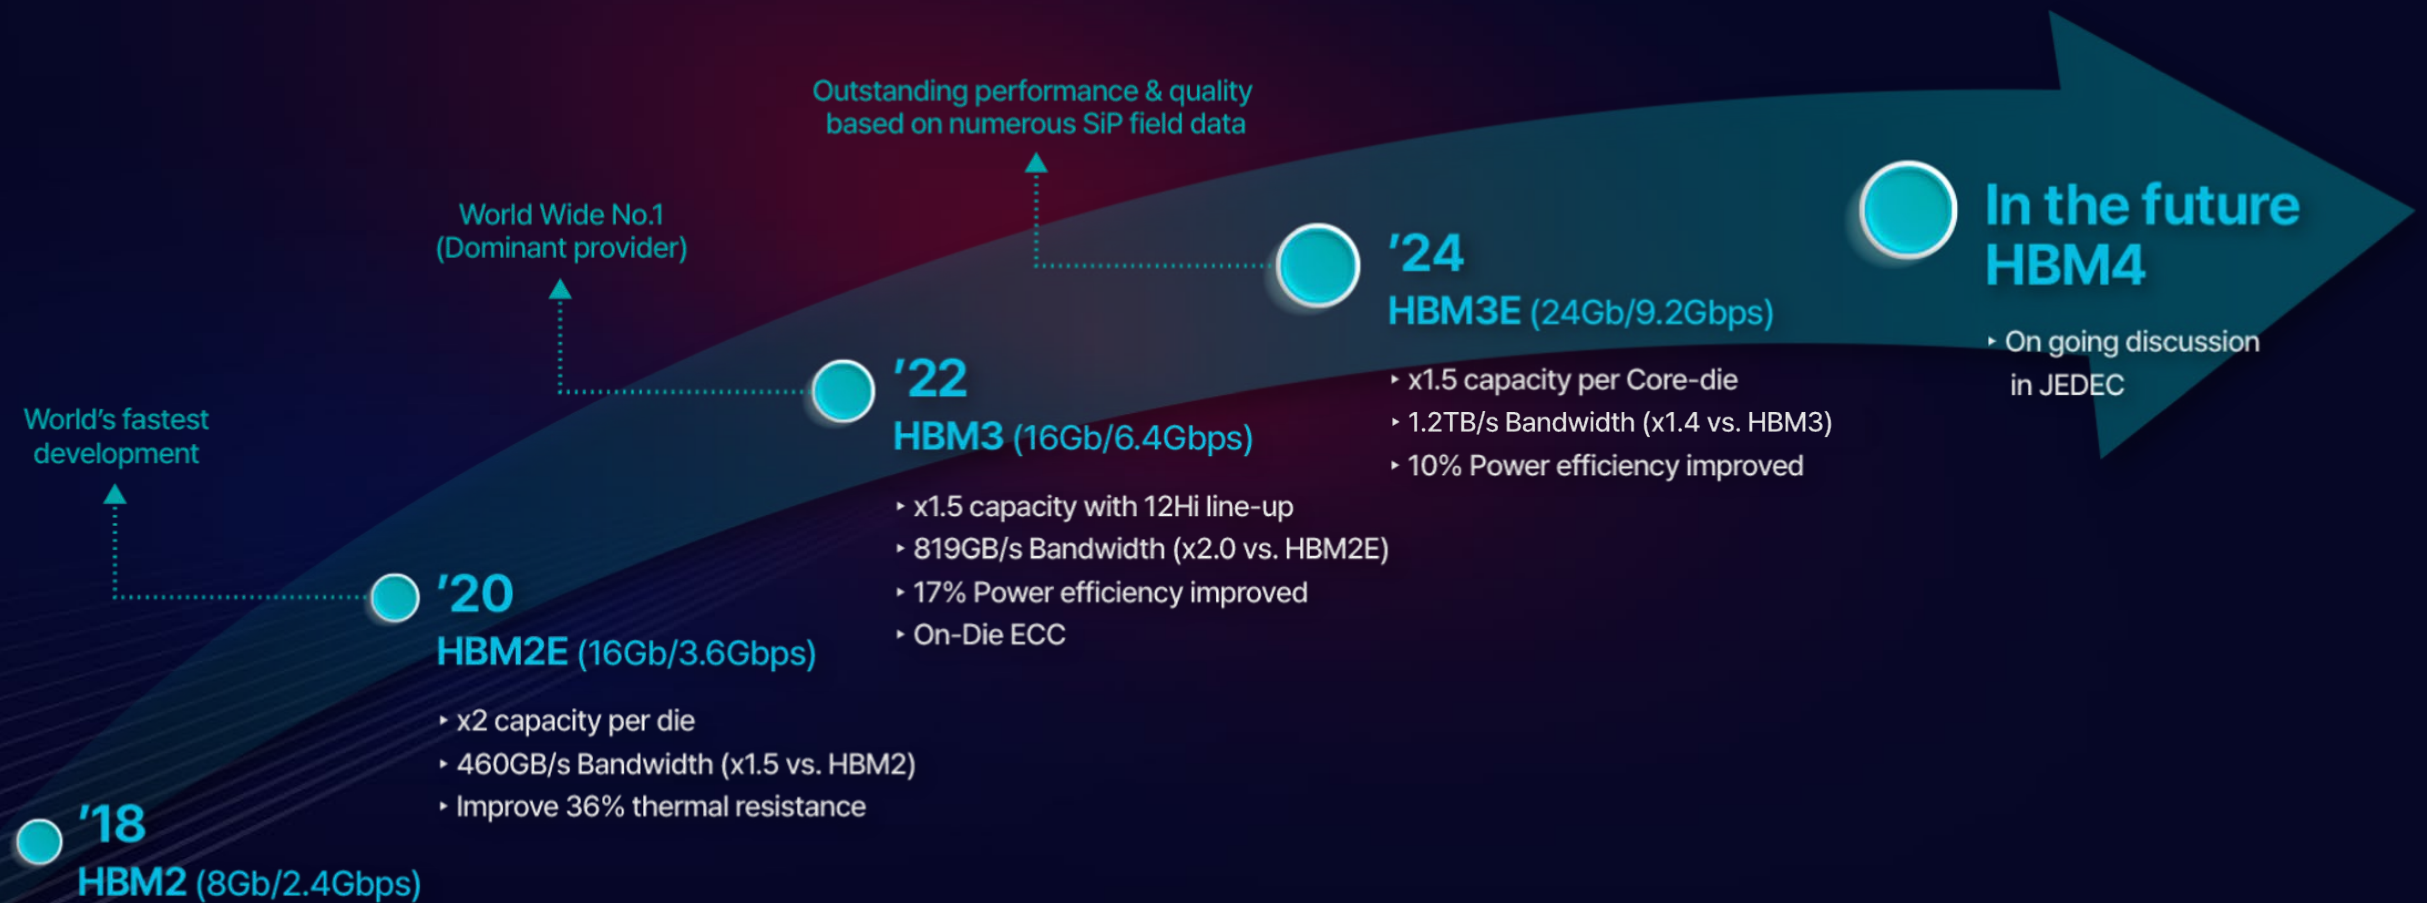 Outstanding performance & quality
based on numerous SiP field data
World Wide No.1
(Dominant provider)
World's fastest
development
'18
HBM2 (8Gb/2.4Gbps)
'20
HBM2E (16Gb/3.6Gbps)
‣ x2 capacity per die
‣ 460GB/s Bandwidth (x1.5 vs. HBM2)
‣ Improve 36% thermal resistance
'22
HBM3 (16Gb/6.4Gbps)
‣ x1.5 capacity with 12Hi line-up
‣ 819GB/s Bandwidth (x2.0 vs. HBM2E)
‣ 17% Power efficiency improved
‣ On-Die ECC
'24
HBM3E (24Gb/9.2Gbps)
‣ x1.5 capacity per Core-die
‣ 1.2TB/s Bandwidth (x1.4 vs. HBM3)
‣ 10% Power efficiency improved
In the future
HBM4
‣ On going discussion
in JEDEC